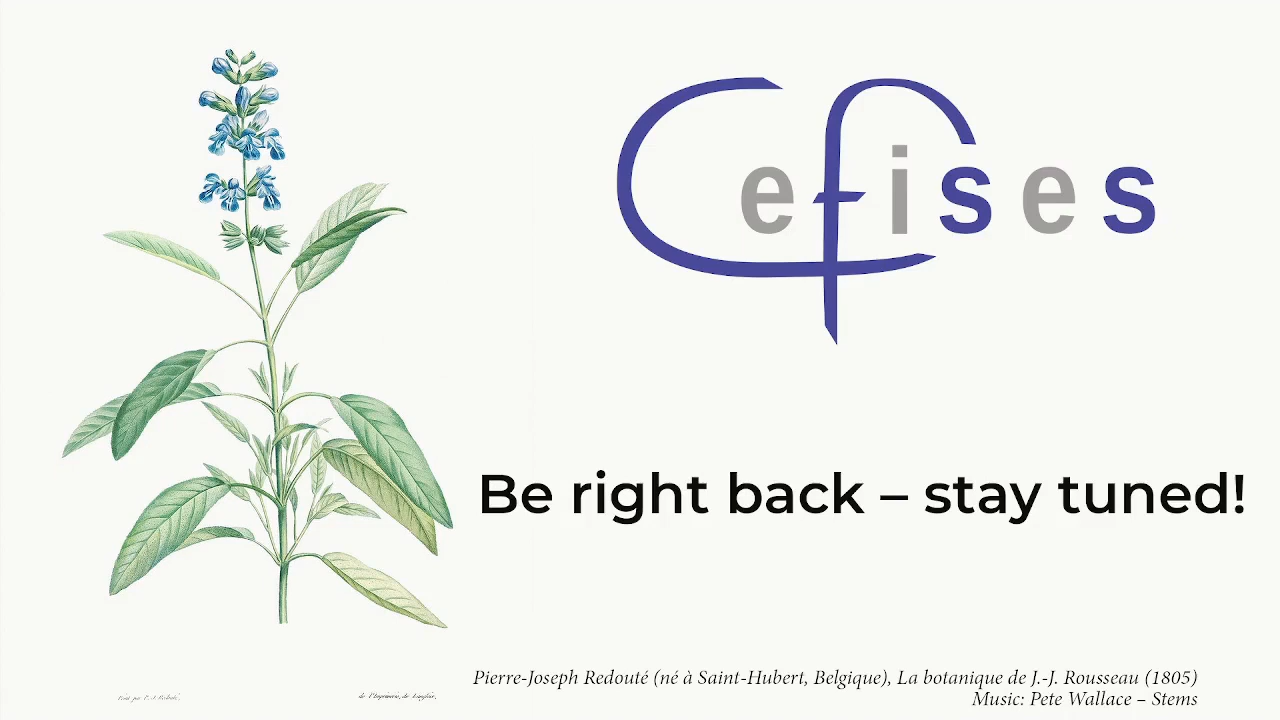 Cefises
Be right back – stay tuned!
Pierre-Joseph Redouté (né à Saint-Hubert, Belgique), La botanique de J.-J. Rousseau (1805)
Music: Pete Wallace – Stems